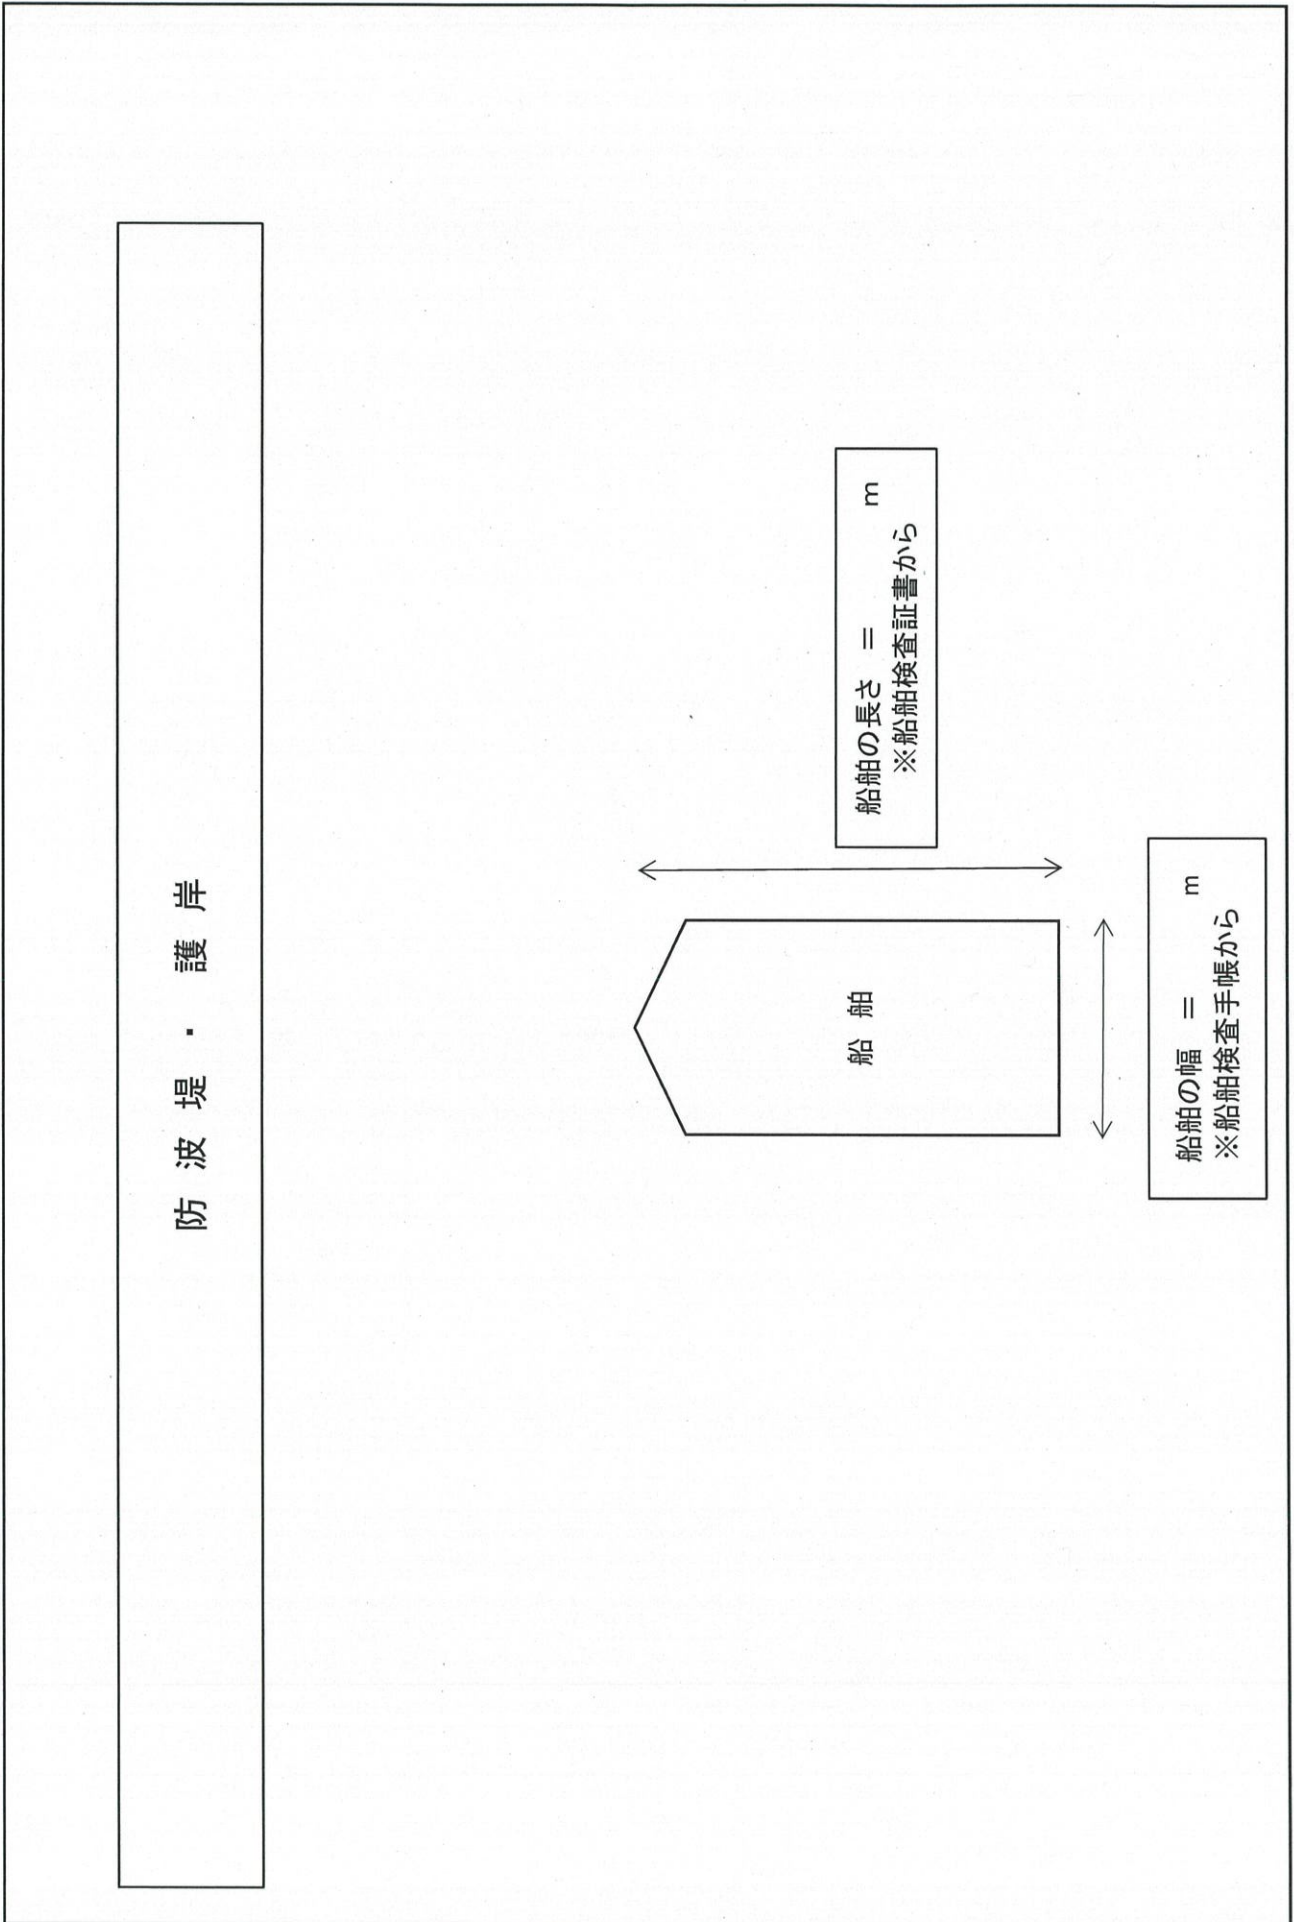 防波堤・護岸
船舶
船舶の長さ = m
※船舶検査証書から
船舶の幅 = m
※船舶検査手帳から